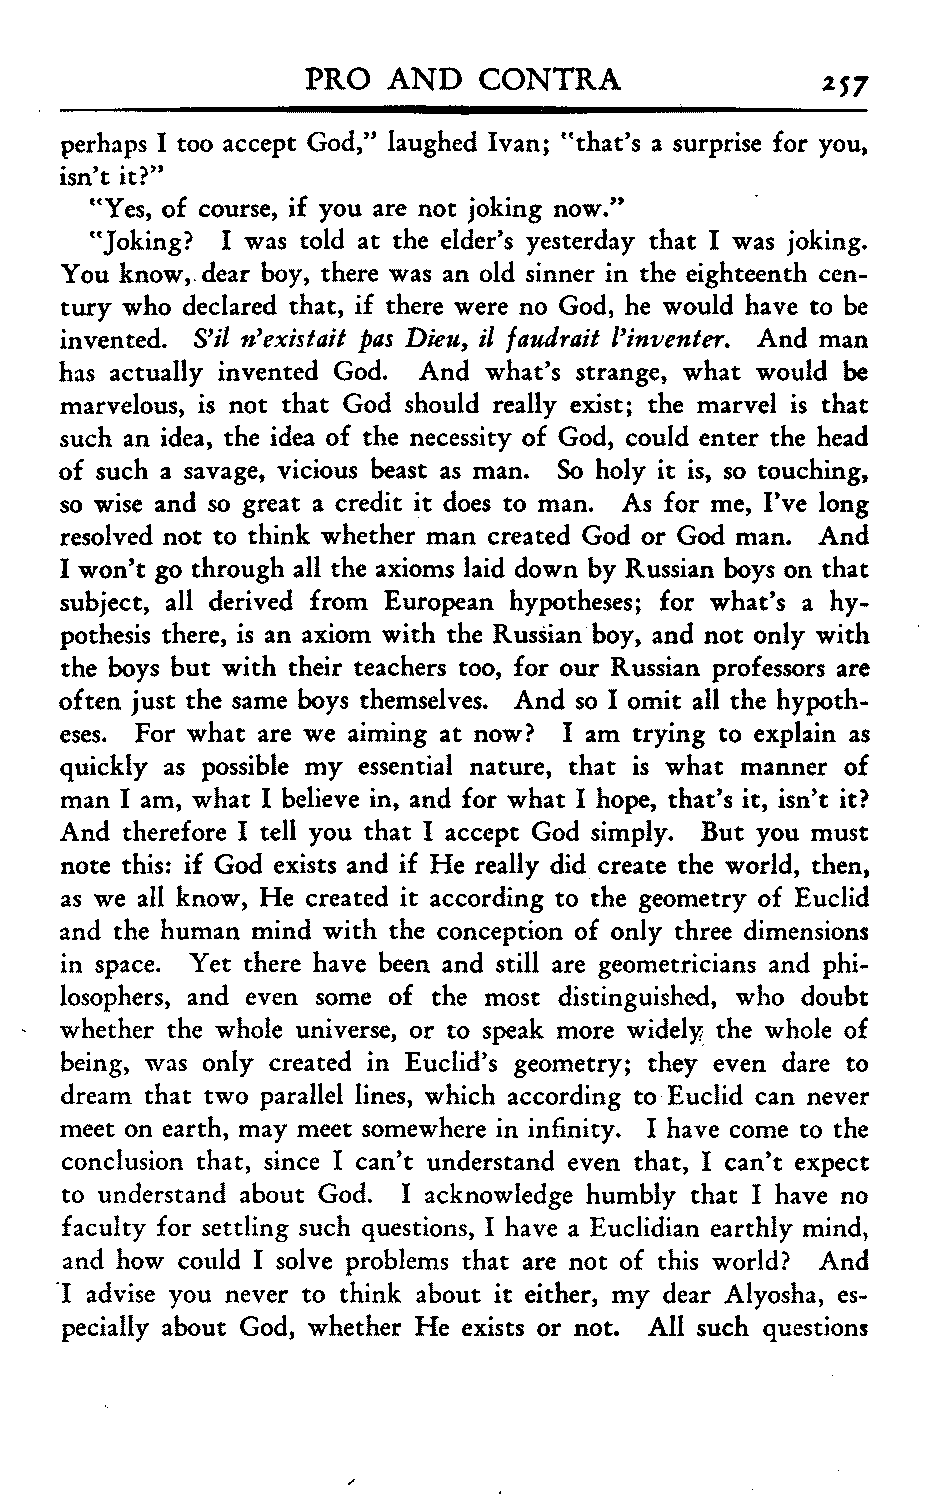 PRO AND CONTRA 257
perhaps I too accept God,” laughed Ivan; “that’s a surprise for you,
isn’t it?”
“Yes, of course, if you are not joking now.”
“Joking? I was told at the elder’s yesterday that I was joking.
You know, dear boy, there was an old sinner in the eighteenth cen-
tury who declared that, if there were no God, he would have to be
invented. S’il n’existait pas Dieu, il faudrait l’inventer. And man
has actually invented God. And what’s strange, what would be
marvelous, is not that God should really exist; the marvel is that
such an idea, the idea of the necessity of God, could enter the head
of such a savage, vicious beast as man. So holy it is, so touching,
so wise and so great a credit it does to man. As for me, I’ve long
resolved not to think whether man created God or God man. And
I won’t go through all the axioms laid down by Russian boys on that
subject, all derived from European hypotheses; for what’s a hy-
pothesis there, is an axiom with the Russian boy, and not only with
the boys but with their teachers too, for our Russian professors are
often just the same boys themselves. And so I omit all the hypoth-
eses. For what are we aiming at now? I am trying to explain as
quickly as possible my essential nature, that is what manner of
man I am, what I believe in, and for what I hope, that’s it, isn’t it?
And therefore I tell you that I accept God simply. But you must
note this: if God exists and if He really did create the world, then,
as we all know, He created it according to the geometry of Euclid
and the human mind with the conception of only three dimensions
in space. Yet there have been and still are geometricians and phi-
losophers, and even some of the most distinguished, who doubt
whether the whole universe, or to speak more widely the whole of
being, was only created in Euclid’s geometry; they even dare to
dream that two parallel lines, which according to Euclid can never
meet on earth, may meet somewhere in infinity. I have come to the
conclusion that, since I can’t understand even that, I can’t expect
to understand about God. I acknowledge humbly that I have no
faculty for settling such questions, I have a Euclidian earthly mind,
and how could I solve problems that are not of this world? And
I advise you never to think about it either, my dear Alyosha, es-
pecially about God, whether He exists or not. All such questions